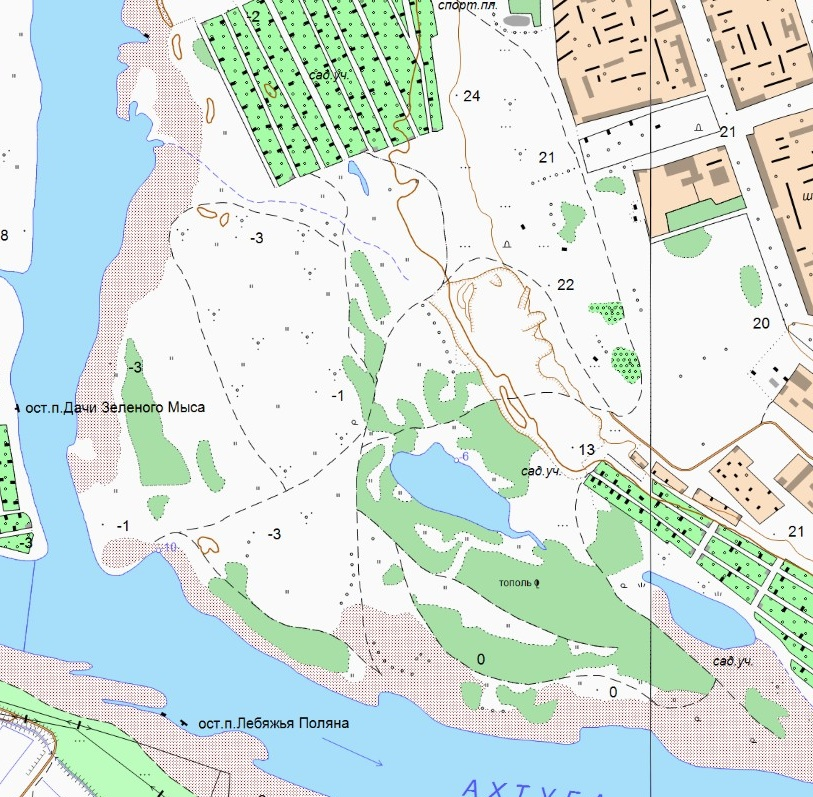 спорт.пл.
-2
сад.уч.
24
21
21
8
-3
22
20
-3
-1
ост.п.Дачи Зеленого Мыса
13
-6
сад.уч.
-1
-3
-10
21
3
тополь
0
сад.уч.
0
ост.п.Лебяжья Поляна